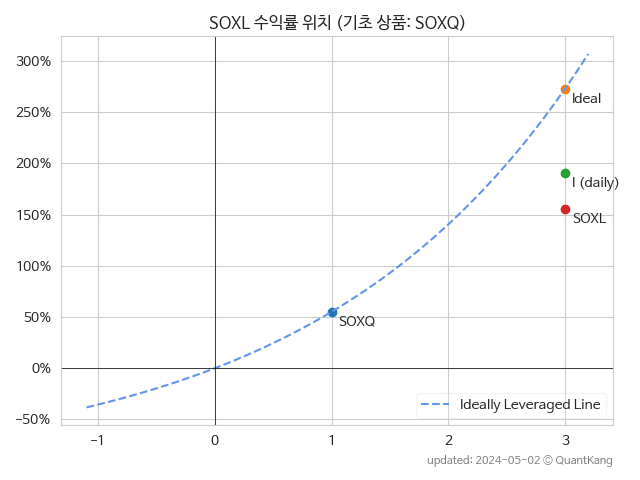 SOXL 수익률 위치 (기초 상품: SOXQ)
300%
250%
200%
150%
100%
50%
0%
−50%
Ideal
I (daily)
SOXL
SOXQ
Ideally Leveraged Line
−1 0 1 2 3
updated: 2024-05-02 © QuantKang